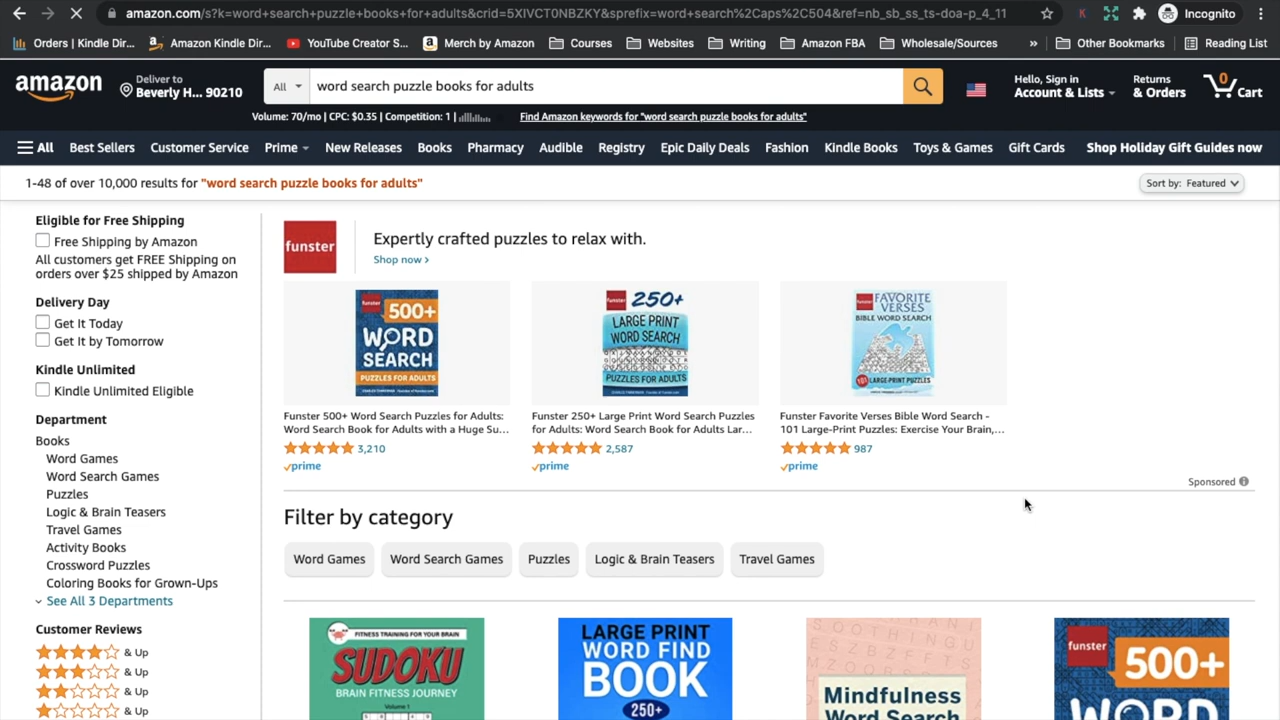 amazon.com/s?k=word+search+puzzle+books+for+adults&crid=5XIVCT0NBZKY&sprefix=word+search%2Caps%2C504&ref=nb_sb_ss_ts-doa-p_4_11
K
Incognito
Orders | Kindle Dir...
Amazon Kindle Dir...
YouTube Creator S...
Merch by Amazon
Courses
Websites
Writing
Amazon FBA
Wholesale/Sources
»
Other Bookmarks
Reading List
amazon
Deliver to
Beverly H... 90210
All
word search puzzle books for adults
Hello, Sign in
Account & Lists
Returns
& Orders
0
Cart
Volume: 70/mo | CPC: $0.35 | Competition: 1 |
Find Amazon keywords for "word search puzzle books for adults"
All
Best Sellers
Customer Service
Prime
New Releases
Books
Pharmacy
Audible
Registry
Epic Daily Deals
Fashion
Kindle Books
Toys & Games
Gift Cards
Shop Holiday Gift Guides now
1-48 of over 10,000 results for "word search puzzle books for adults"
Sort by: Featured
Eligible for Free Shipping
Free Shipping by Amazon
All customers get FREE Shipping on
orders over $25 shipped by Amazon
Delivery Day
Get It Today
Get It by Tomorrow
Kindle Unlimited
Kindle Unlimited Eligible
Department
Books
Word Games
Word Search Games
Puzzles
Logic & Brain Teasers
Travel Games
Activity Books
Crossword Puzzles
Coloring Books for Grown-Ups
See All 3 Departments
Customer Reviews
& Up
& Up
& Up
& Up
funster
Expertly crafted puzzles to relax with.
Shop now ›
funster
500+
WORD
SEARCH
PUZZLES FOR ADULTS
Funster 500+ Word Search Puzzles for Adults:
Word Search Book for Adults with a Huge Su...
3,210
prime
funster
250+
LARGE PRINT
WORD SEARCH
PUZZLES FOR ADULTS
Funster 250+ Large Print Word Search Puzzles
for Adults: Word Search Book for Adults Lar...
2,587
prime
funster
FAVORITE
VERSES
BIBLE WORD SEARCH
101 LARGE-PRINT PUZZLES
Funster Favorite Verses Bible Word Search -
101 Large-Print Puzzles: Exercise Your Brain,...
987
prime
Sponsored
Filter by category
Word Games
Word Search Games
Puzzles
Logic & Brain Teasers
Travel Games
FITNESS TRAINING FOR YOUR BRAIN
SUDOKU
BRAIN FITNESS JOURNEY
Volume 1
LARGE PRINT
WORD FIND
BOOK
250+
Mindfulness
Word Search
funster
500+
WORD